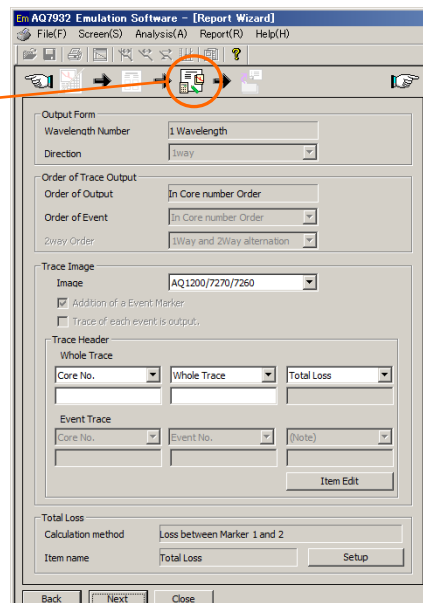 Em AQ7932 Emulation Software - [Report Wizard]
File(F) Screen(S) Analysis(A) Report(R) Help(H)
Output Form
Wavelength Number 1 Wavelength
Direction 1way
Order of Trace Output
Order of Output In Core number Order
Order of Event In Core number Order
2way Order 1Way and 2Way alternation
Trace Image
Image AQ1200/7270/7260
Addition of a Event Marker
Trace of each event is output.
Trace Header
Whole Trace
Core No. Whole Trace Total Loss
Event Trace
Core No. Event No. (Note)
Item Edit
Total Loss
Calculation method Loss between Marker 1 and 2
Item name Total Loss Setup
Back Next Close